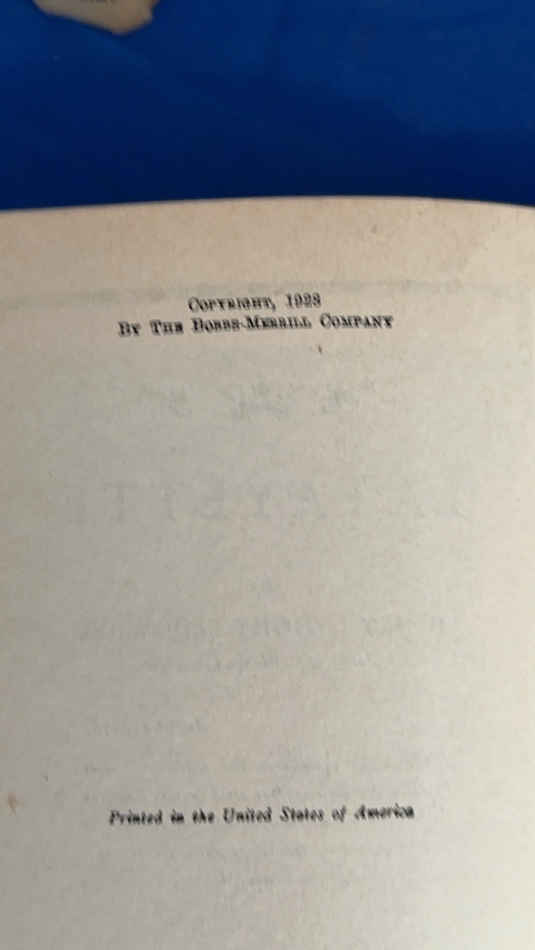 COPYRIGHT, 1928
BY THE BOBBS-MERRILL COMPANY
Printed in the United States of America